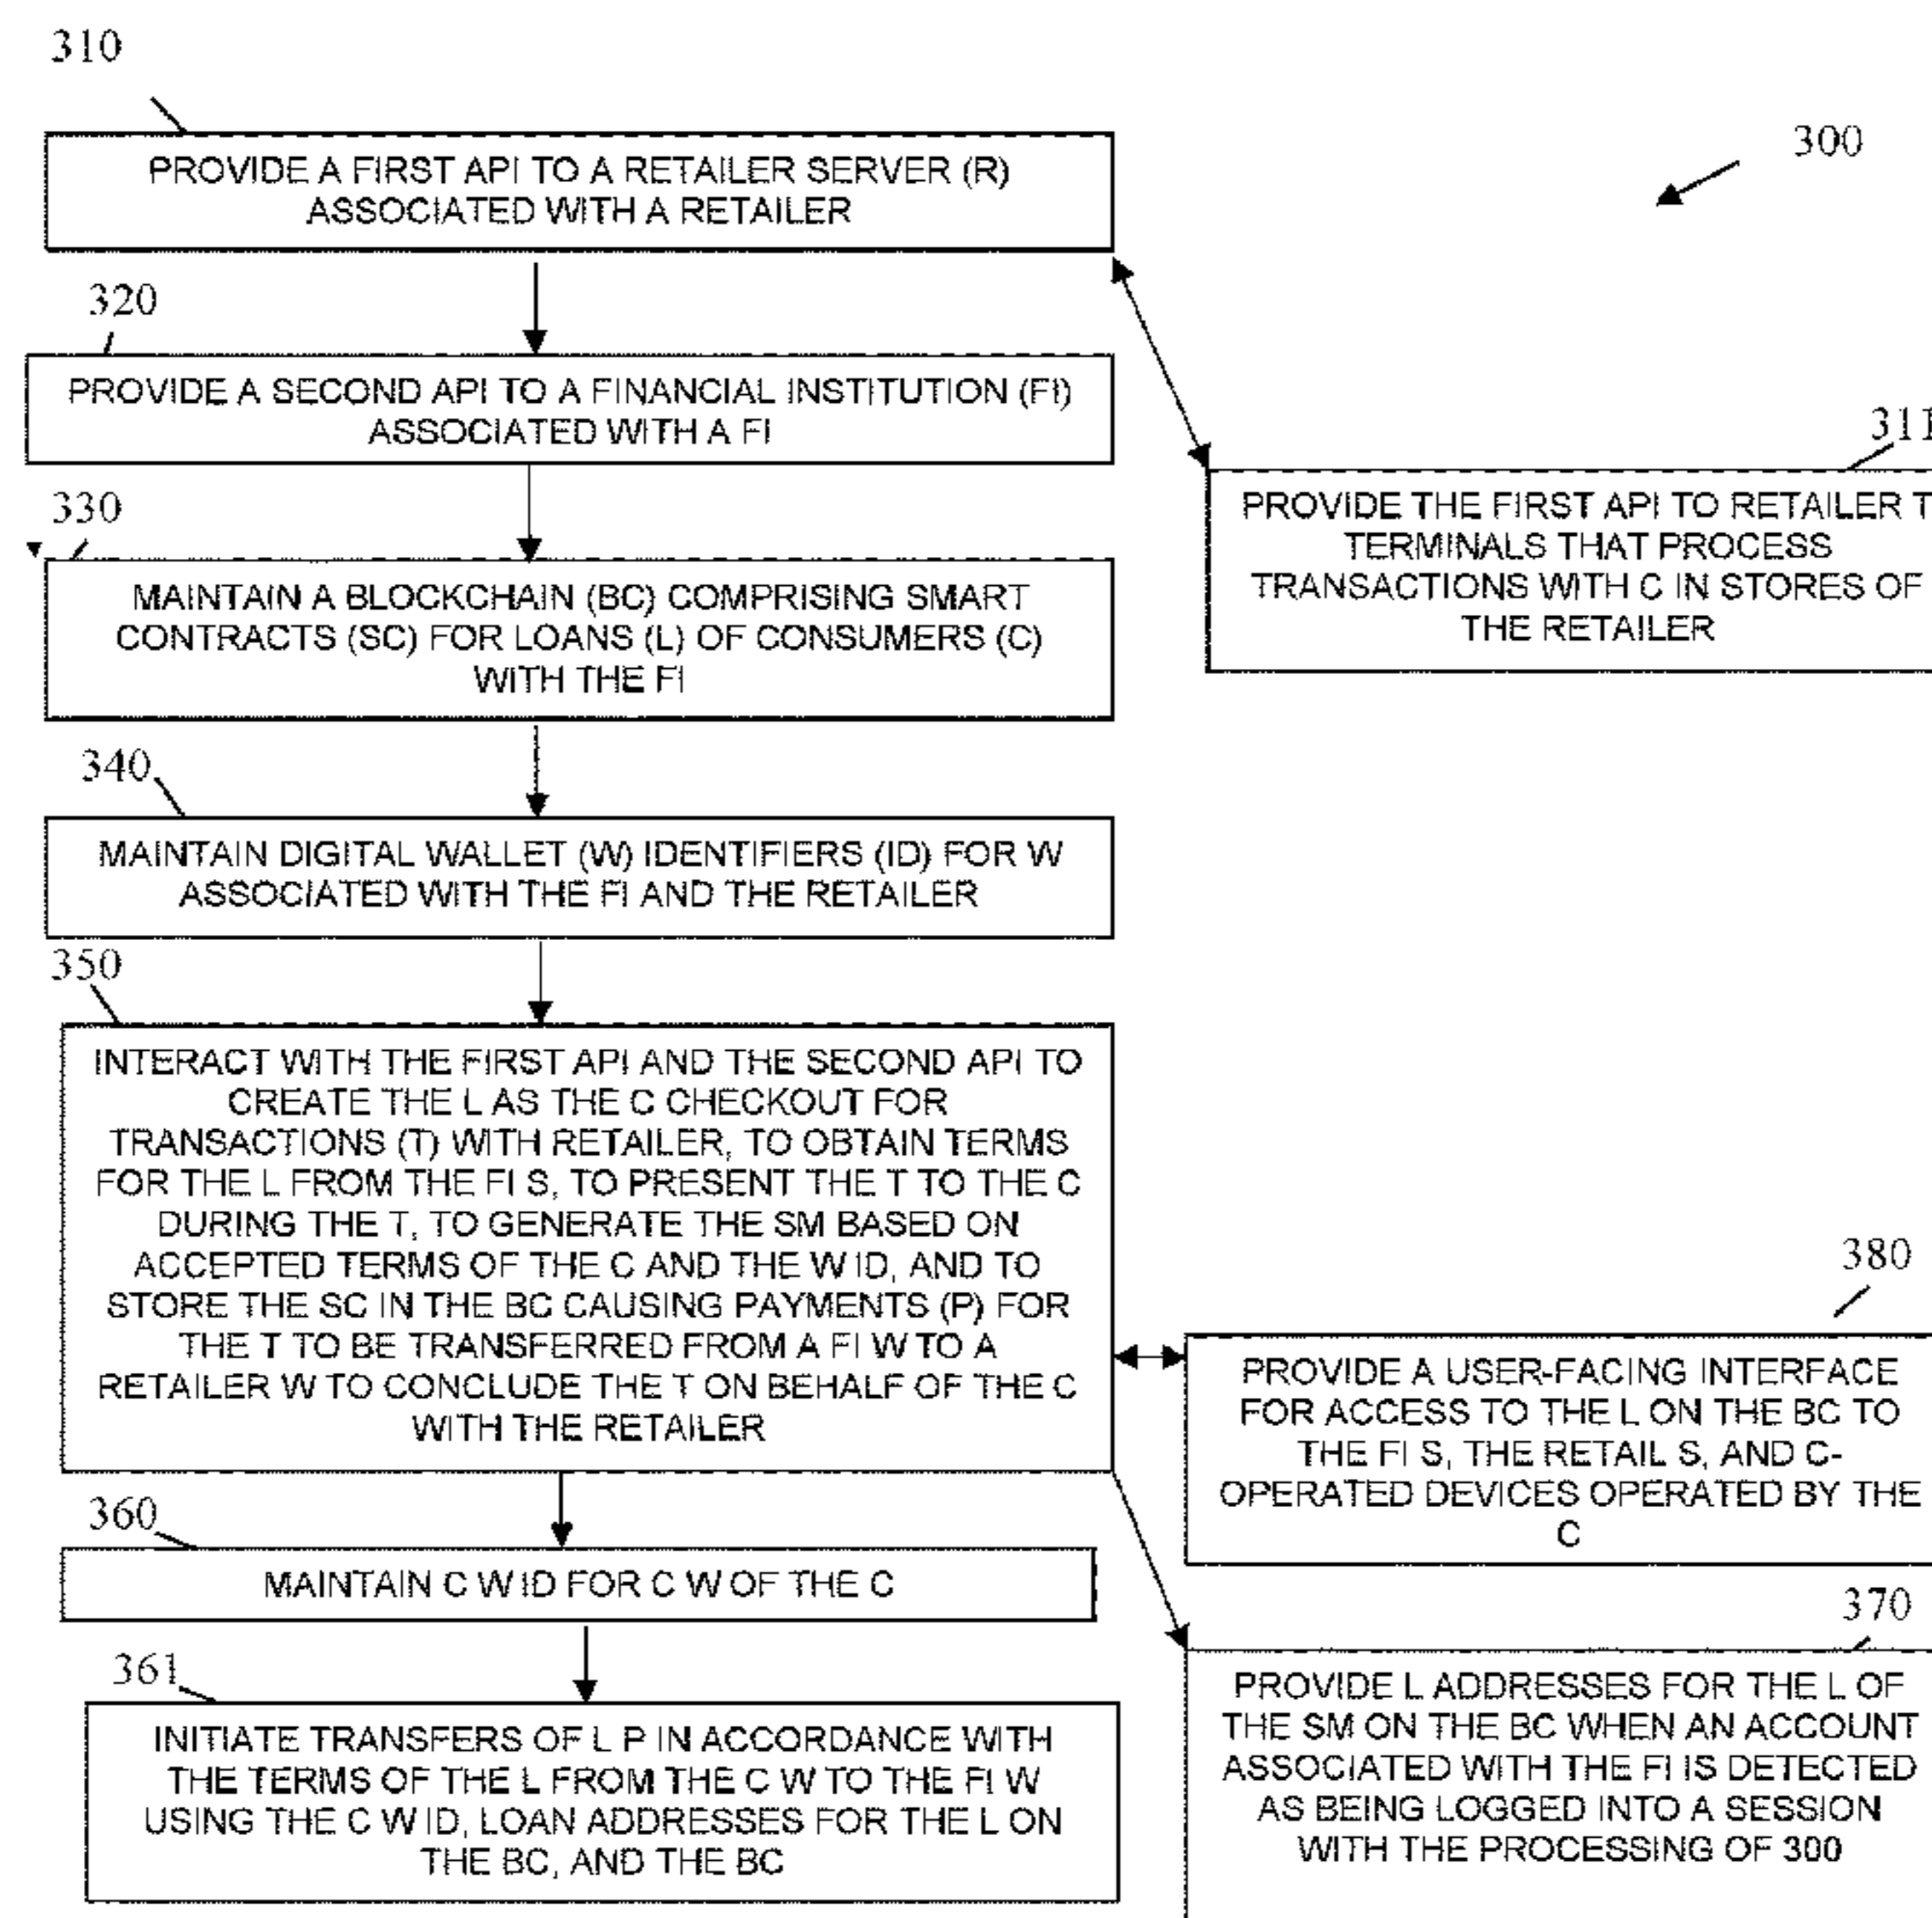 310
300
PROVIDE A FIRST API TO A RETAILER SERVER (R)
ASSOCIATED WITH A RETAILER
320
PROVIDE A SECOND API TO A FINANCIAL INSTITUTION (FI)
ASSOCIATED WITH A FI
311
PROVIDE THE FIRST API TO RETAILER T
TERMINALS THAT PROCESS
TRANSACTIONS WITH C IN STORES OF
THE RETAILER
330
MAINTAIN A BLOCKCHAIN (BC) COMPRISING SMART
CONTRACTS (SC) FOR LOANS (L) OF CONSUMERS (C)
WITH THE FI
340
MAINTAIN DIGITAL WALLET (W) IDENTIFIERS (ID) FOR W
ASSOCIATED WITH THE FI AND THE RETAILER
350
INTERACT WITH THE FIRST API AND THE SECOND API TO
CREATE THE L AS THE C CHECKOUT FOR
TRANSACTIONS (T) WITH RETAILER, TO OBTAIN TERMS
FOR THE L FROM THE FI S, TO PRESENT THE T TO THE C
DURING THE T, TO GENERATE THE SM BASED ON
ACCEPTED TERMS OF THE C AND THE W ID, AND TO
STORE THE SC IN THE BC CAUSING PAYMENTS (P) FOR
THE T TO BE TRANSFERRED FROM A FI W TO A
RETAILER W TO CONCLUDE THE T ON BEHALF OF THE C
WITH THE RETAILER
380
PROVIDE A USER-FACING INTERFACE
FOR ACCESS TO THE L ON THE BC TO
THE FI S, THE RETAIL S, AND C-
OPERATED DEVICES OPERATED BY THE
C
360
MAINTAIN C W ID FOR C W OF THE C
370
PROVIDE L ADDRESSES FOR THE L OF
THE SM ON THE BC WHEN AN ACCOUNT
ASSOCIATED WITH THE FI IS DETECTED
AS BEING LOGGED INTO A SESSION
WITH THE PROCESSING OF 300
361
INITIATE TRANSFERS OF L P IN ACCORDANCE WITH
THE TERMS OF THE L FROM THE C W TO THE FI W
USING THE C W ID, LOAN ADDRESSES FOR THE L ON
THE BC, AND THE BC